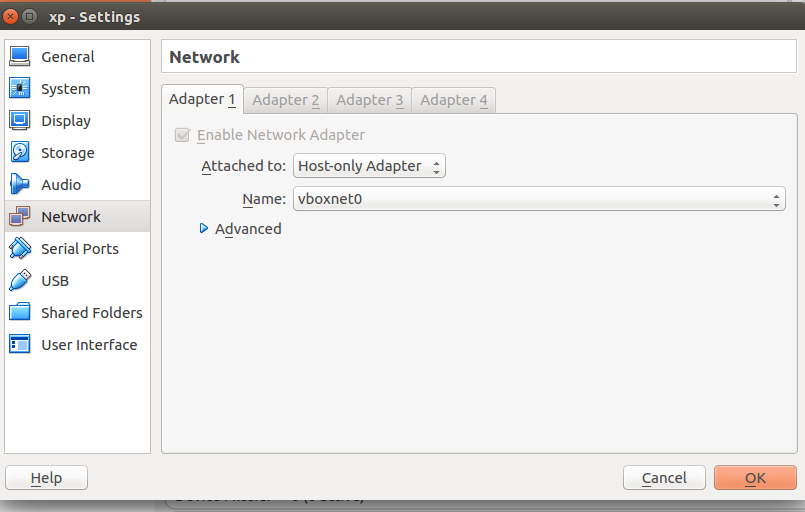 xp - Settings
General
System
Display
Storage
Audio
Network
Serial Ports
USB
Shared Folders
User Interface
Network
Adapter 1 Adapter 2 Adapter 3 Adapter 4
Enable Network Adapter
Attached to: Host-only Adapter
Name: vboxnet0
Advanced
Help Cancel OK